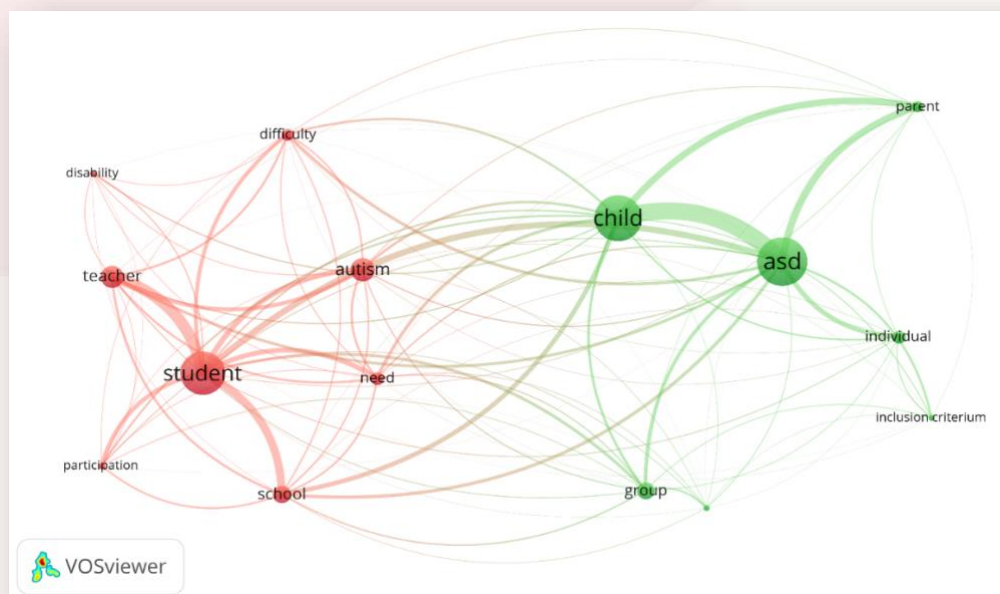 parent
difficulty
disability
child
asd
autism
teacher
individual
student
need
inclusion criterium
participation
school
group
VOSviewer